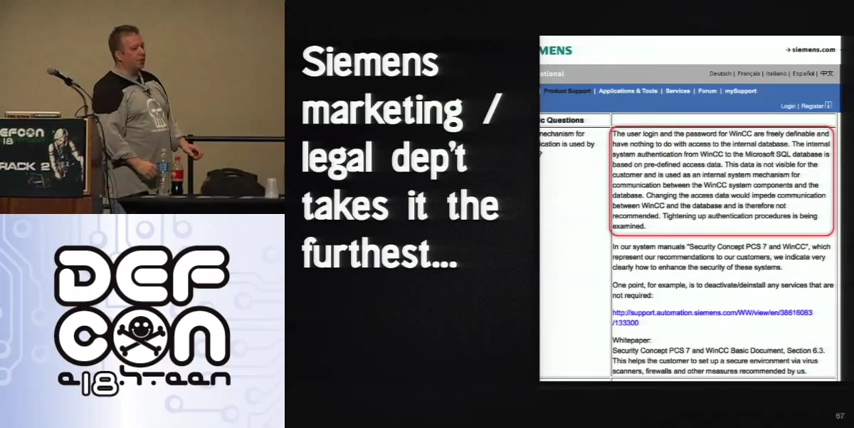 DEFCON
18
TRACK 2
DEF
CON
e18hteen
Siemens
marketing /
legal dep't
takes it the
furthest...
MENS
→siemens.com
ational
Deutsch | Français | Italiano | Español | 中文
Product Support | Applications & Tools | Services | Forum | mySupport
Login | Register
ic Questions
mechanism for
ication is used by
?
The user login and the password for WinCC are freely definable and
have nothing to do with access to the internal database. The internal
system authentication from WinCC to the Microsoft SQL database is
based on pre-defined access data. This data is not visible for the
customer and is used as an internal system mechanism for
communication between the WinCC system components and the
database. Changing the access data would impede communication
between WinCC and the database and is therefore not
recommended. Tightening up authentication procedures is being
examined.
In our system manuals "Security Concept PCS 7 and WinCC", which
represent our recommendations to our customers, we indicate very
clearly how to enhance the security of these systems.
One point, for example, is to deactivate/deinstall any services that are
not required:
http://support.automation.siemens.com/WW/view/en/38616083
/133300
Whitepaper:
Security Concept PCS 7 and WinCC Basic Document, Section 6.3.
This helps the customer to set up a secure environment via virus
scanners, firewalls and other measures recommended by us.
67